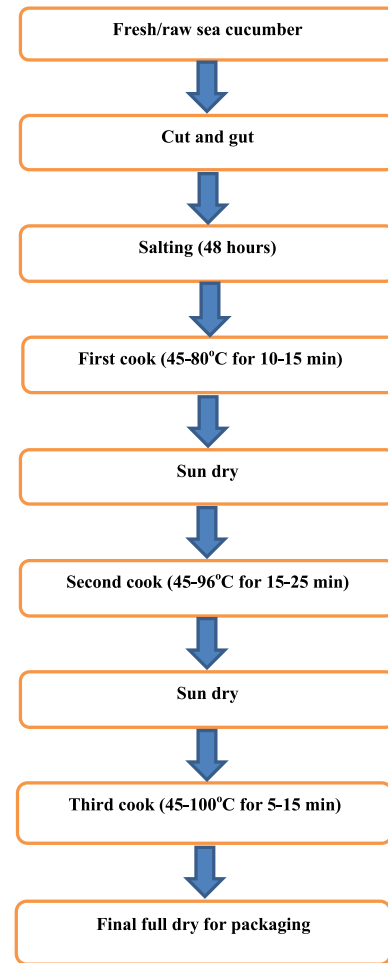 Fresh/raw sea cucumber
Cut and gut
Salting (48 hours)
First cook (45-80°C for 10-15 min)
Sun dry
Second cook (45-96°C for 15-25 min)
Sun dry
Third cook (45-100°C for 5-15 min)
Final full dry for packaging